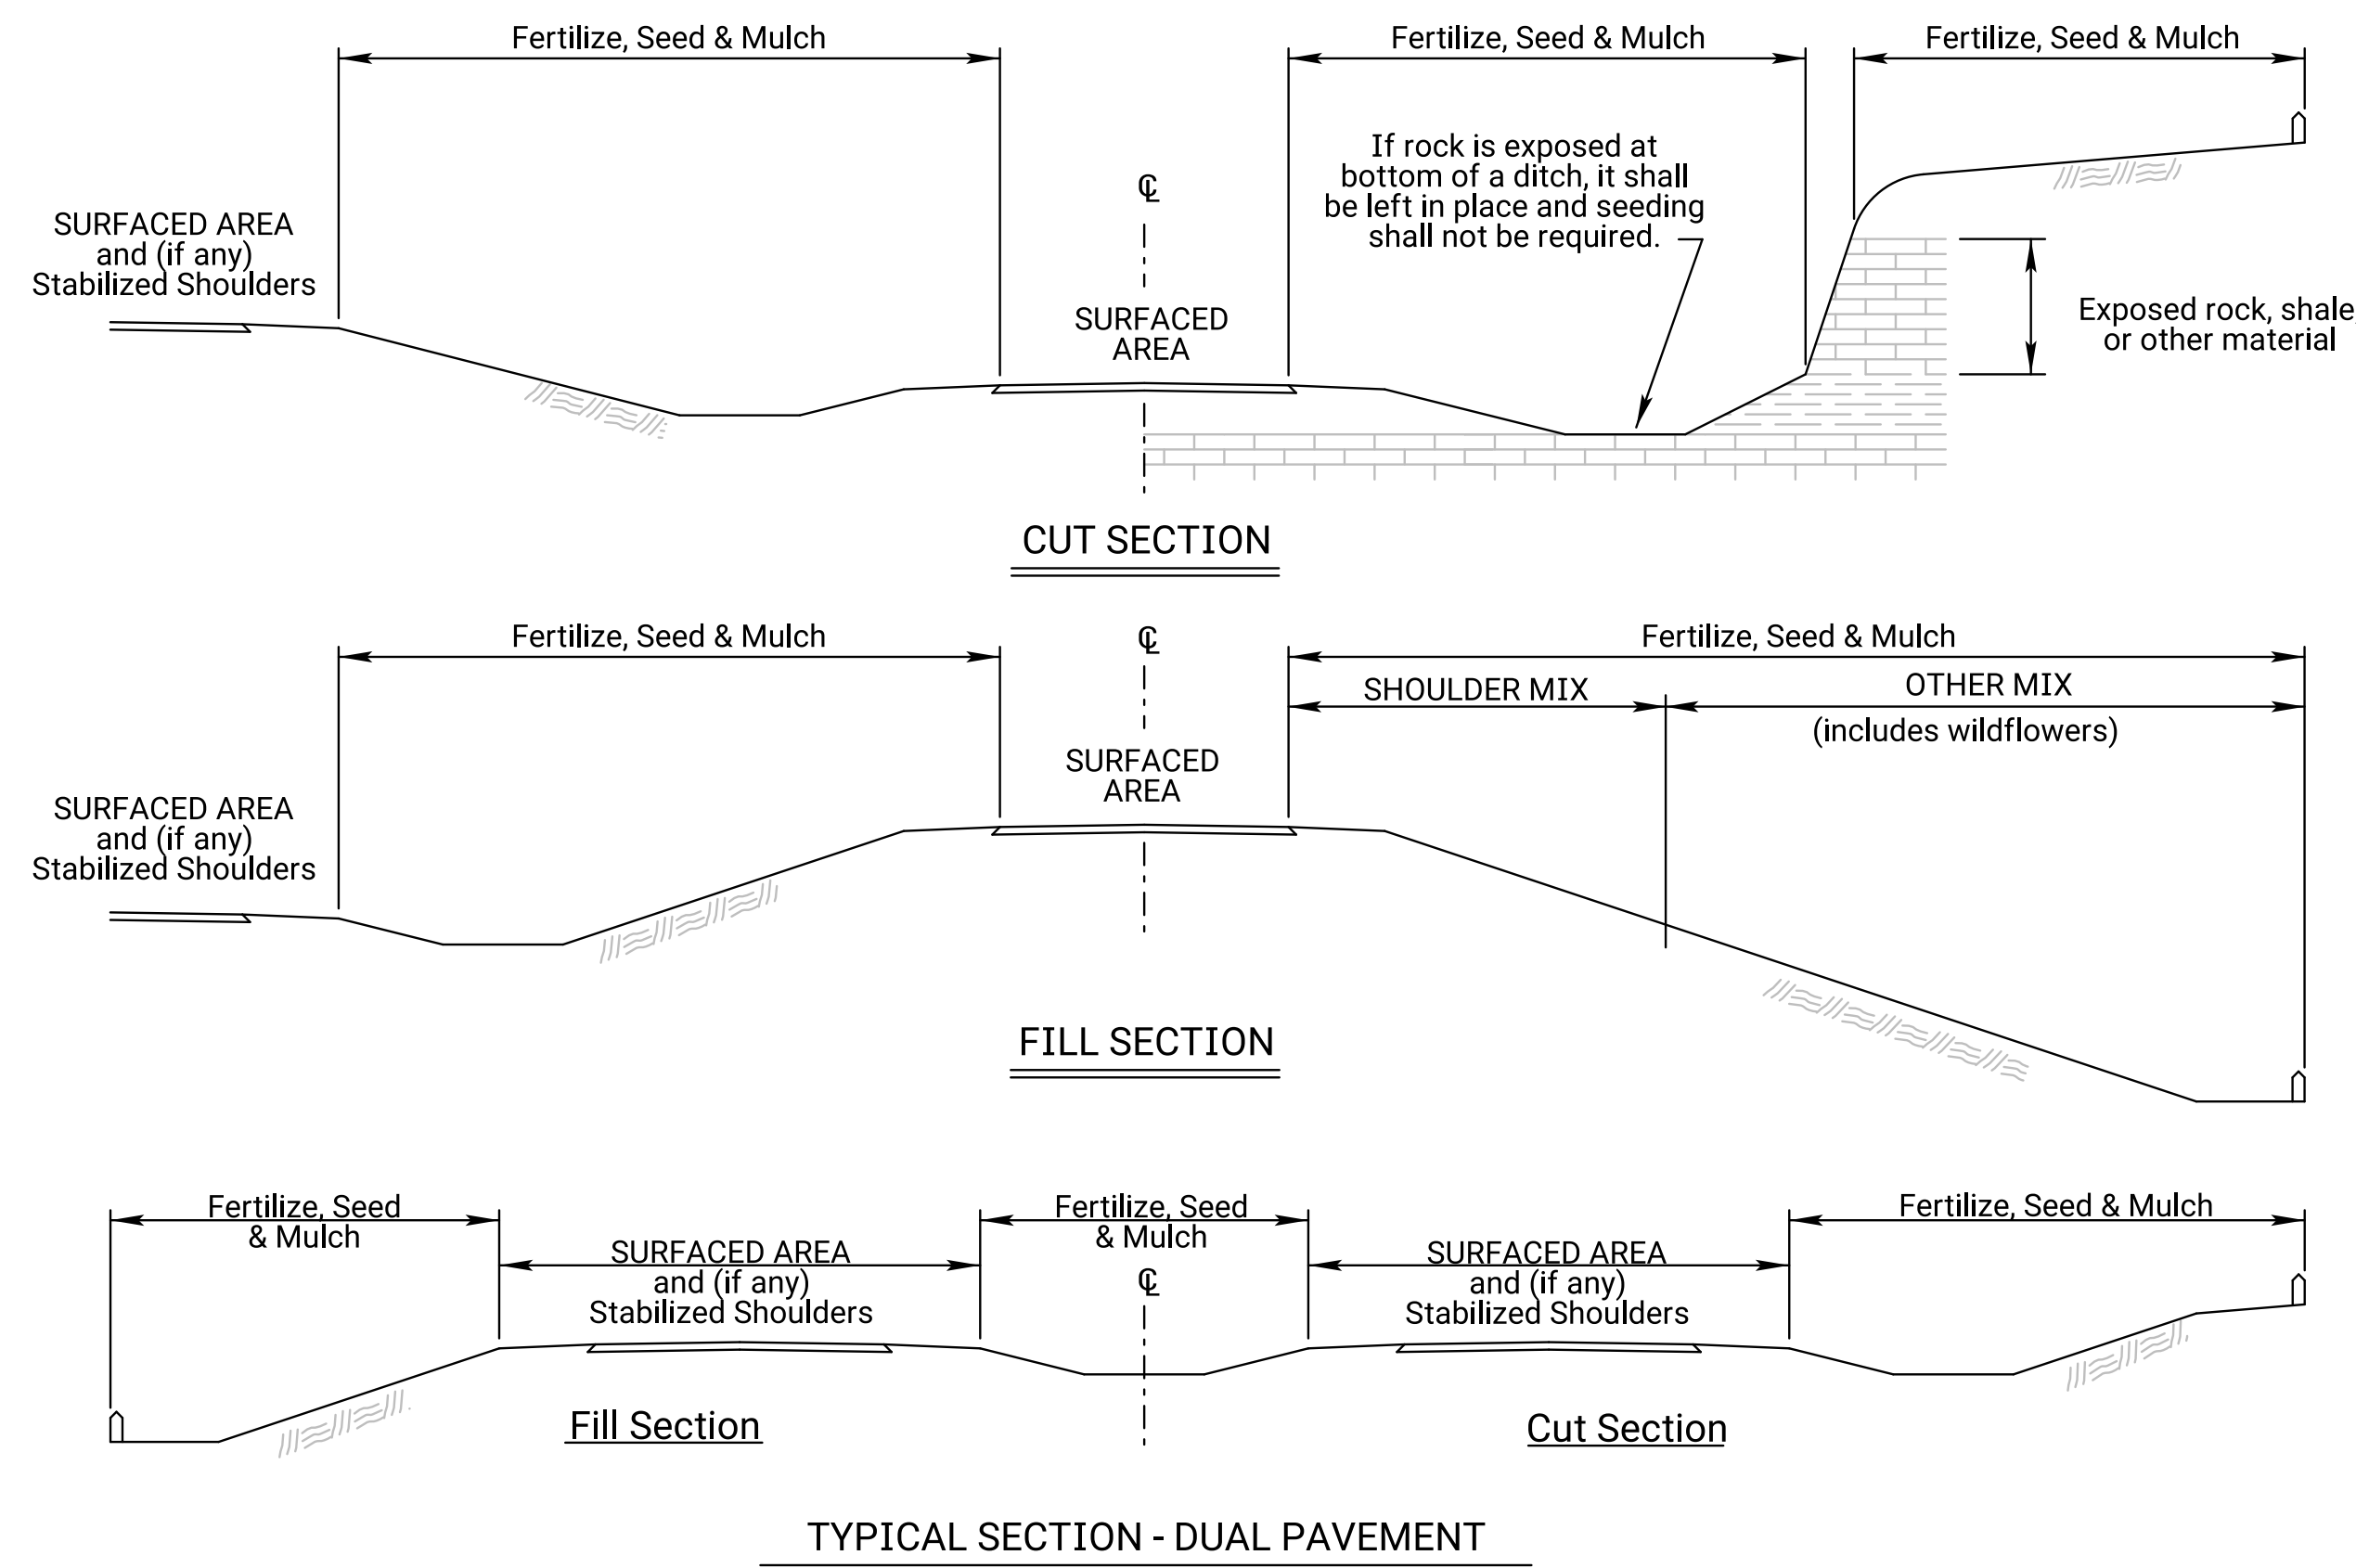 Fertilize, Seed & Mulch
Fertilize, Seed & Mulch
Fertilize, Seed & Mulch
If rock is exposed at
bottom of a ditch, it shall
be left in place and seeding
shall not be required.
℄
SURFACED AREA
and (if any)
Stabilized Shoulders
SURFACED
AREA
Exposed rock, shale,
or other material
CUT SECTION
Fertilize, Seed & Mulch
℄
Fertilize, Seed & Mulch
SHOULDER MIX
OTHER MIX
(includes wildflowers)
SURFACED
AREA
SURFACED AREA
and (if any)
Stabilized Shoulders
FILL SECTION
Fertilize, Seed
& Mulch
SURFACED AREA
and (if any)
Stabilized Shoulders
Fertilize, Seed
& Mulch
℄
SURFACED AREA
and (if any)
Stabilized Shoulders
Fertilize, Seed & Mulch
Fill Section
Cut Section
TYPICAL SECTION - DUAL PAVEMENT